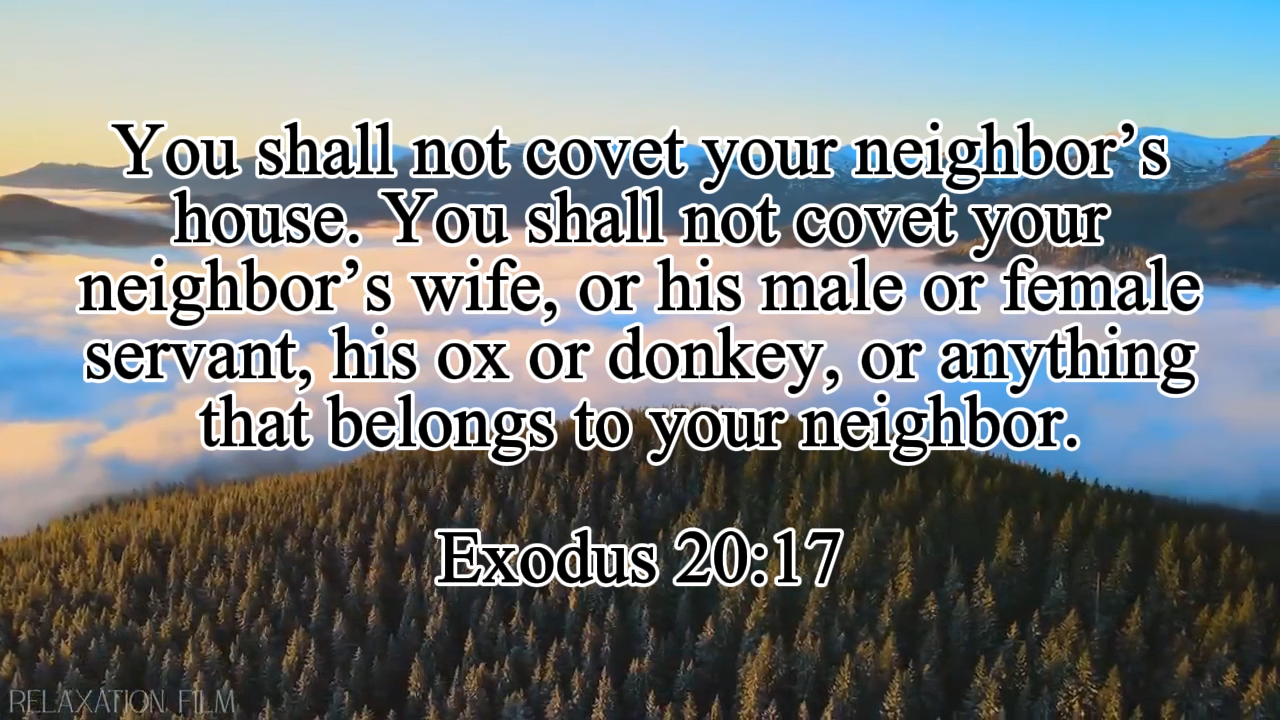 You shall not covet your neighbor’s
house. You shall not covet your
neighbor’s wife, or his male or female
servant, his ox or donkey, or anything
that belongs to your neighbor.
Exodus 20:17
RELAXATION FILM